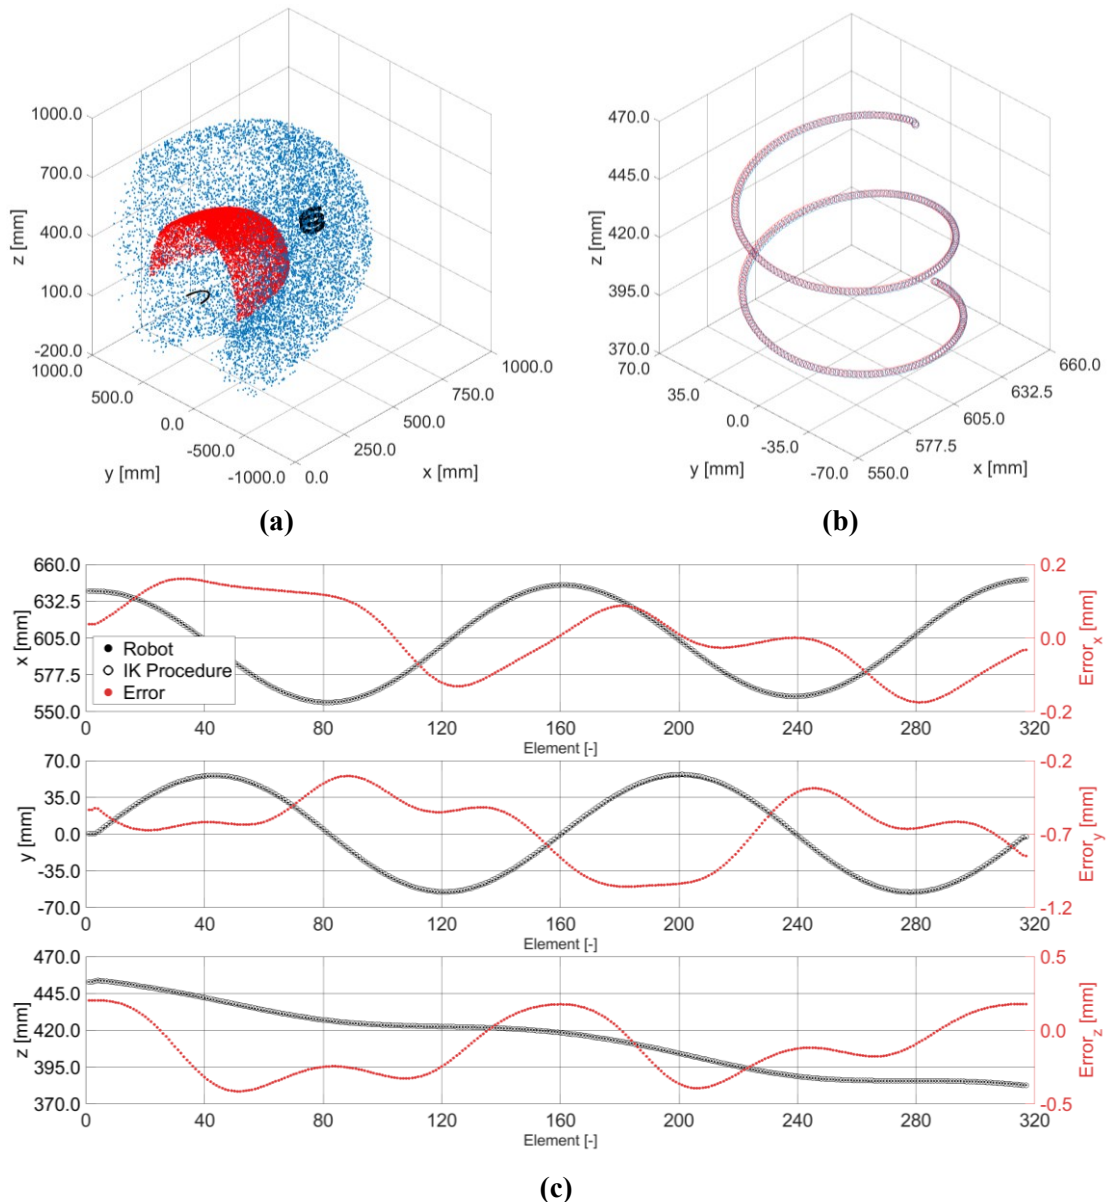 1000.0
700.0
400.0
100.0
-200.0
z [mm]
1000.0
500.0
0.0
-500.0
-1000.0
y [mm]
0.0
250.0
500.0
750.0
1000.0
x [mm]
(a)
470.0
445.0
420.0
395.0
370.0
z [mm]
70.0
35.0
0.0
-35.0
-70.0
y [mm]
550.0
577.5
605.0
632.5
660.0
x [mm]
(b)
660.0
632.5
605.0
577.5
550.0
x [mm]
Robot
IK Procedure
Error
0.2
0.0
-0.2
Error_x [mm]
0 40 80 120 160 200 240 280 320
Element [-]
70.0
35.0
0.0
-35.0
-70.0
y [mm]
-0.2
-0.7
-1.2
Error_y [mm]
0 40 80 120 160 200 240 280 320
Element [-]
470.0
445.0
420.0
395.0
370.0
z [mm]
0.5
0.0
-0.5
Error_z [mm]
0 40 80 120 160 200 240 280 320
Element [-]
(c)